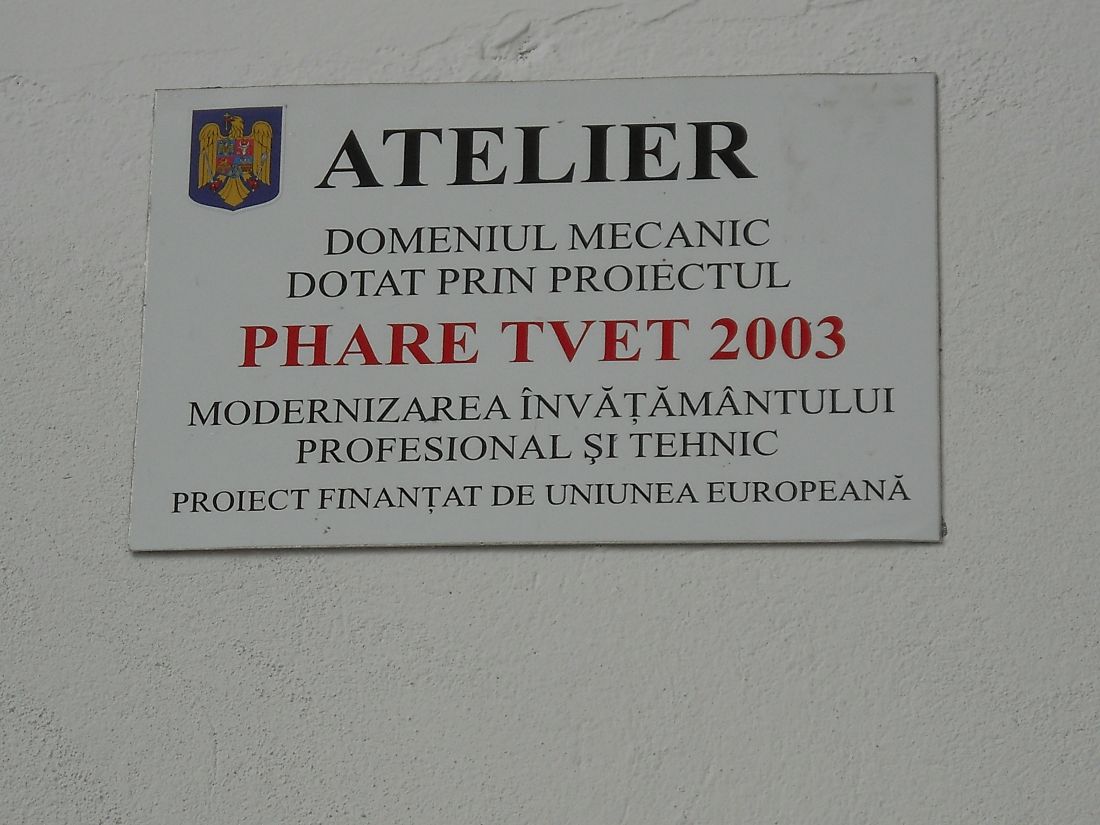 ATELIER
DOMENIUL MECANIC
DOTAT PRIN PROIECTUL
PHARE TVET 2003
MODERNIZAREA ÎNVĂȚĂMÂNTULUI
PROFESIONAL ŞI TEHNIC
PROIECT FINANȚAT DE UNIUNEA EUROPEANĂ